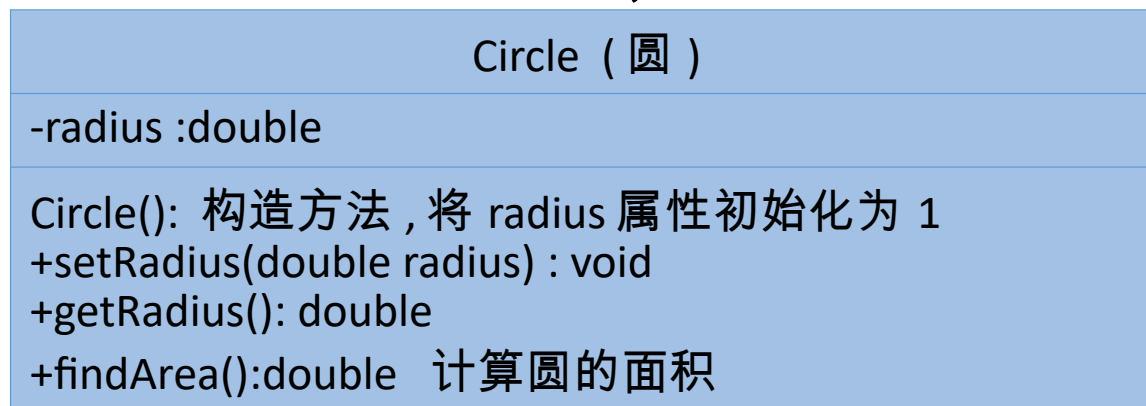 Circle（圆）
-radius :double
Circle(): 构造方法 , 将 radius 属性初始化为 1
+setRadius(double radius) : void
+getRadius(): double
+findArea():double 计算圆的面积